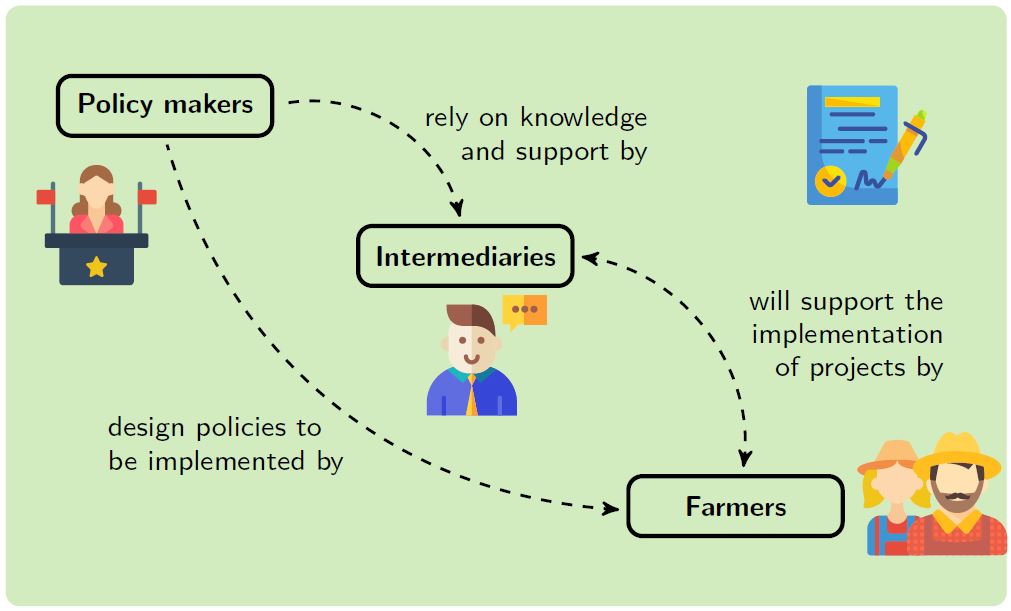 Policy makers
rely on knowledge
and support by
Intermediaries
will support the
implementation
of projects by
design policies to
be implemented by
Farmers